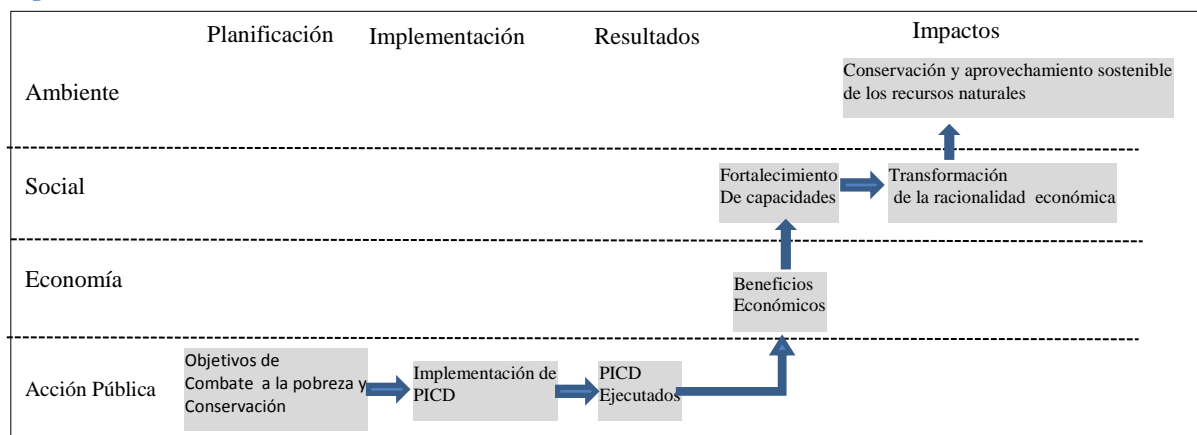 Planificación Implementación Resultados Impactos
Ambiente
Conservación y aprovechamiento sostenible
de los recursos naturales
Social
Fortalecimiento
De capacidades
Transformación
de la racionalidad económica
Economía
Beneficios
Económicos
Acción Pública
Objetivos de
Combate a la pobreza y
Conservación
Implementación de
PICD
PICD
Ejecutados